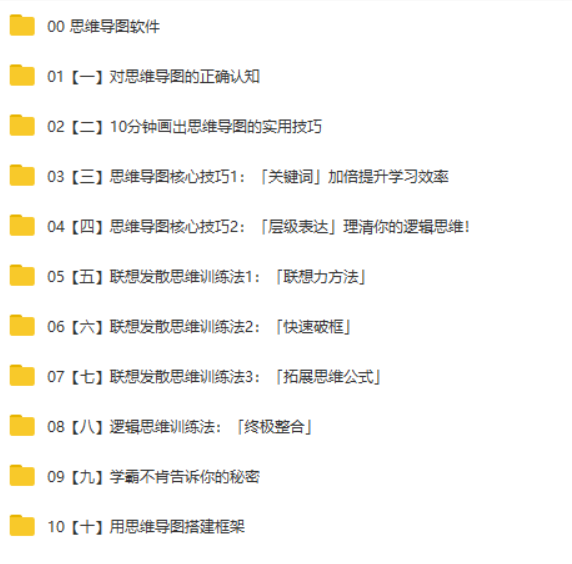 00 思维导图软件
01【一】对思维导图的正确认知
02【二】10分钟画出思维导图的实用技巧
03【三】思维导图核心技巧1：「关键词」加倍提升学习效率
04【四】思维导图核心技巧2：「层级表达」理清你的逻辑思维！
05【五】联想发散思维训练法1：「联想力方法」
06【六】联想发散思维训练法2：「快速破框」
07【七】联想发散思维训练法3：「拓展思维公式」
08【八】逻辑思维训练法：「终极整合」
09【九】学霸不肯告诉你的秘密
10【十】用思维导图搭建框架